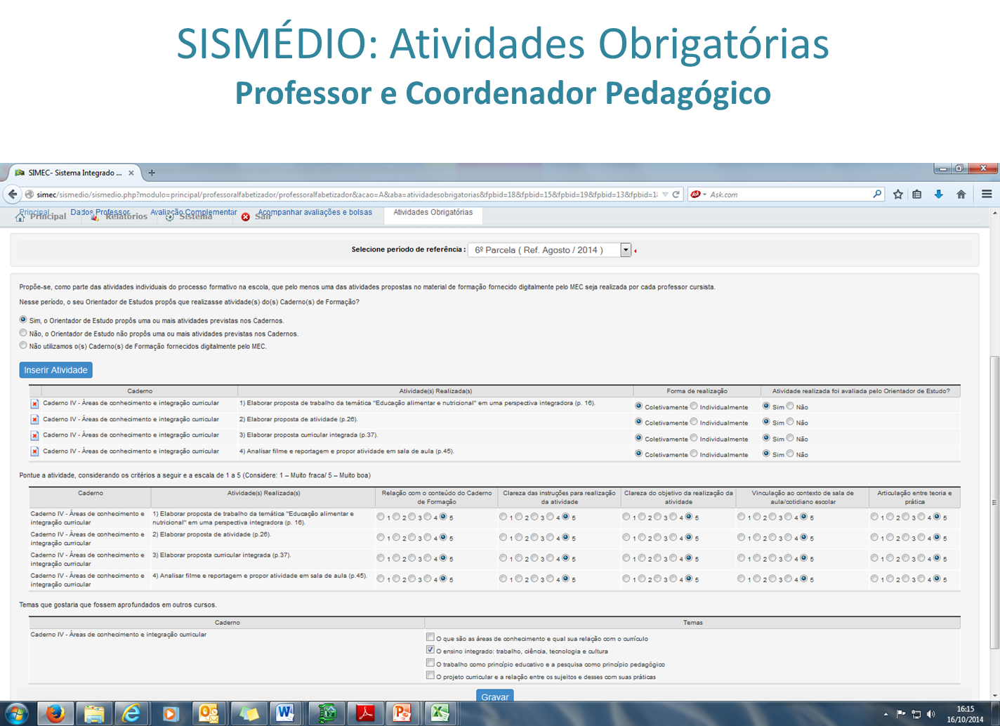 SISMÉDIO: Atividades Obrigatórias
Professor e Coordenador Pedagógico
SIMEC- Sistema Integrado ...
simec/sismedio/sismedio.php?modulo=principal/professoralfabetizador/professoralfabetizador&acao=A&aba=atividadesobrigatorias&fpbid=18&fpbid=15&fpbid=19&fpbid=13&fpbid=1
Ask Ask.com
Principal Dados Professor Avaliação Complementar Acompanhar avaliações e bolsas Atividades Obrigatórias
Principal Relatórios Sistema Sair
Selecione período de referência : 6º Parcela ( Ref. Agosto / 2014 )
Propõe-se, como parte das atividades individuais do processo formativo na escola, que pelo menos uma das atividades propostas no material de formação fornecido digitalmente pelo MEC seja realizada por cada professor cursista.
Nesse período, o seu Orientador de Estudos propôs que realizasse atividade(s) do(s) Caderno(s) de Formação?
Sim, o Orientador de Estudo propôs uma ou mais atividades previstas nos Cadernos.
Não, o Orientador de Estudo não propôs uma ou mais atividades previstas nos Cadernos.
Não utilizamos o(s) Caderno(s) de Formação fornecidos digitalmente pelo MEC.
Inserir Atividade
Caderno Atividade(s) Realizada(s) Forma de realização Atividade realizada foi avaliada pelo Orientador de Estudo?
Caderno IV - Áreas de conhecimento e integração curricular 1) Elaborar proposta de trabalho da temática "Educação alimentar e nutricional" em uma perspectiva integradora (p. 16). Coletivamente Individualmente Sim Não
Caderno IV - Áreas de conhecimento e integração curricular 2) Elaborar proposta de atividade (p.26). Coletivamente Individualmente Sim Não
Caderno IV - Áreas de conhecimento e integração curricular 3) Elaborar proposta curricular integrada (p.37). Coletivamente Individualmente Sim Não
Caderno IV - Áreas de conhecimento e integração curricular 4) Analisar filme e reportagem e propor atividade em sala de aula (p.45). Coletivamente Individualmente Sim Não
Pontue a atividade, considerando os critérios a seguir e a escala de 1 a 5 (Considere: 1 – Muito fraca/ 5 – Muito boa)
Caderno Atividade(s) Realizada(s) Relação com o conteúdo do Caderno Clareza das instruções para realização Clareza do objetivo da realização da Vinculação ao contexto de sala de Articulação entre teoria e
de Formação da atividade atividade aula/cotidiano escolar prática
Caderno IV - Áreas de conhecimento e 1) Elaborar proposta de trabalho da temática "Educação alimentar e 1 2 3 4 5 1 2 3 4 5 1 2 3 4 5 1 2 3 4 5 1 2 3 4 5
integração curricular nutricional" em uma perspectiva integradora (p. 16).
Caderno IV - Áreas de conhecimento e 2) Elaborar proposta de atividade (p.26). 1 2 3 4 5 1 2 3 4 5 1 2 3 4 5 1 2 3 4 5 1 2 3 4 5
integração curricular
Caderno IV - Áreas de conhecimento e 3) Elaborar proposta curricular integrada (p.37). 1 2 3 4 5 1 2 3 4 5 1 2 3 4 5 1 2 3 4 5 1 2 3 4 5
integração curricular
Caderno IV - Áreas de conhecimento e 4) Analisar filme e reportagem e propor atividade em sala de aula (p.45). 1 2 3 4 5 1 2 3 4 5 1 2 3 4 5 1 2 3 4 5 1 2 3 4 5
integração curricular
Temas que gostaria que fossem aprofundados em outros cursos.
Caderno Temas
Caderno IV - Áreas de conhecimento e integração curricular
O que são as áreas de conhecimento e qual sua relação com o currículo
O ensino integrado: trabalho, ciência, tecnologia e cultura
O trabalho como princípio educativo e a pesquisa como princípio pedagógico
O projeto curricular e a relação entre os sujeitos e desses com suas práticas
Gravar
16:15
16/10/2014